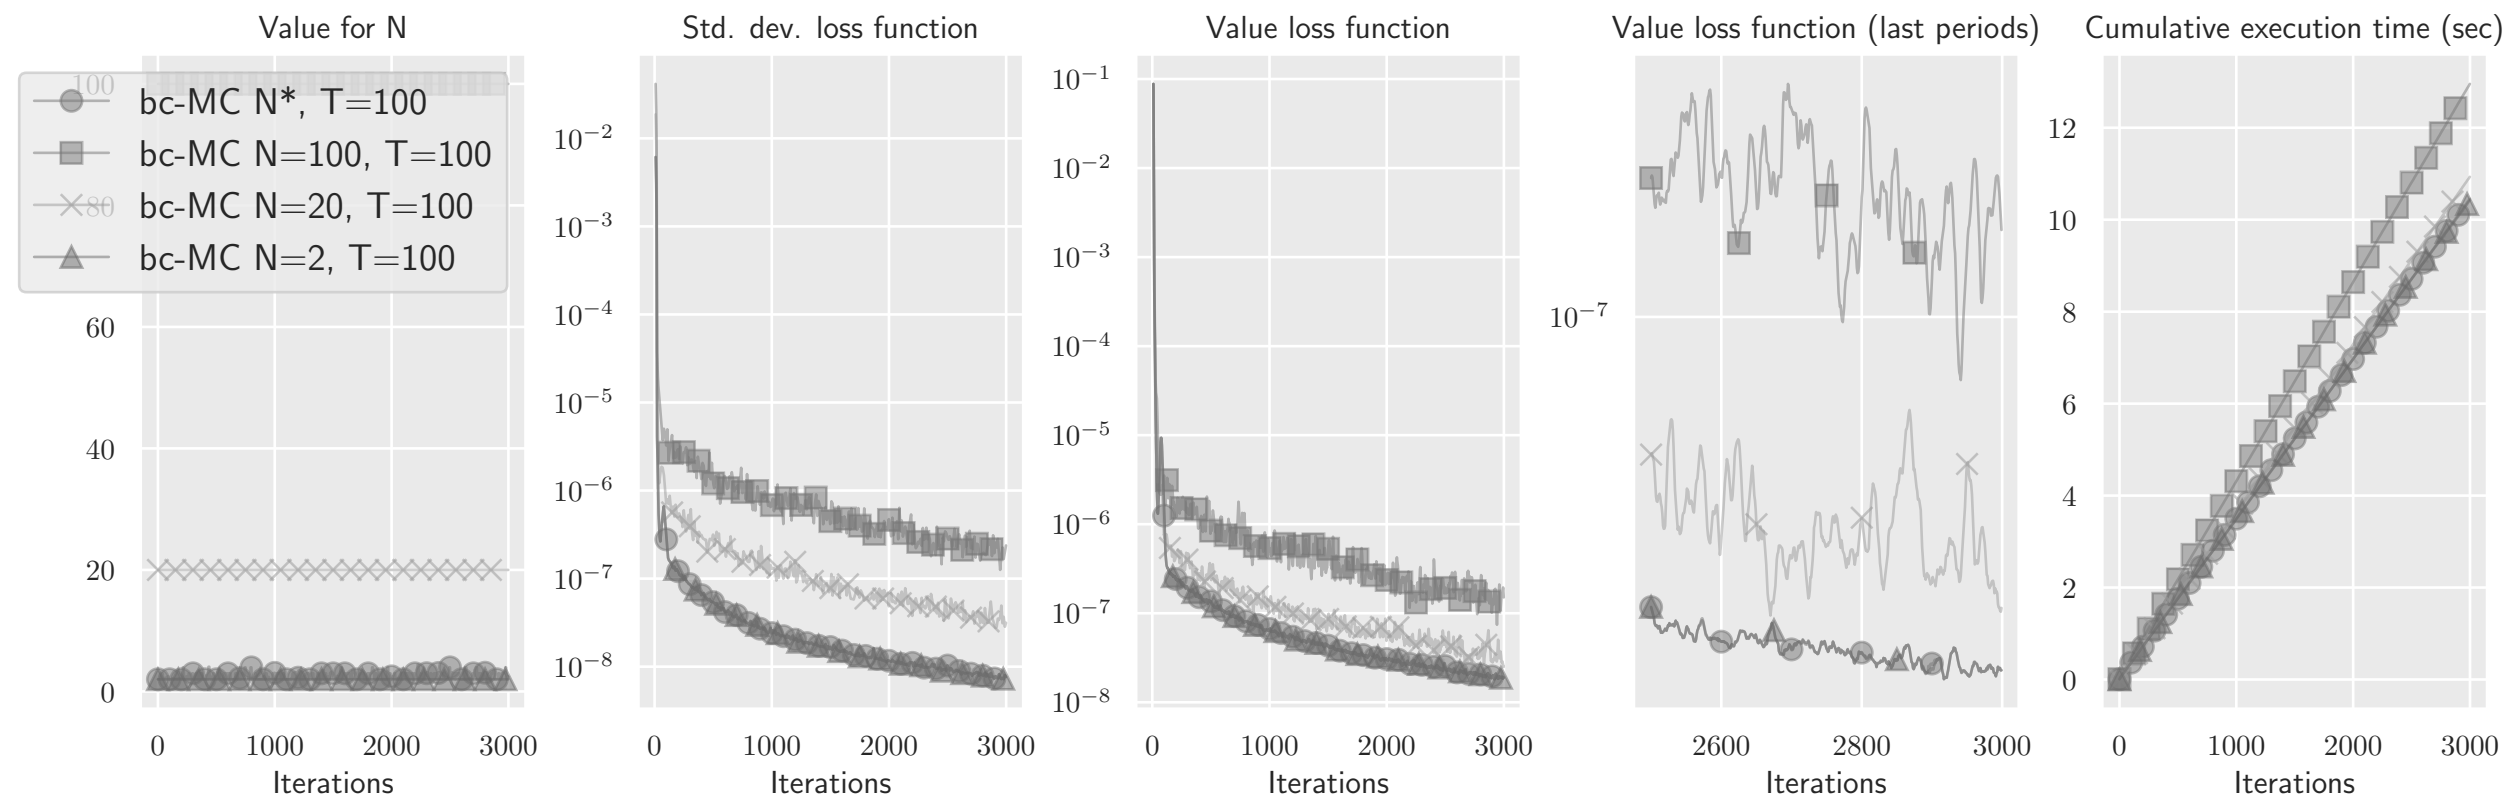 Value for N
100
80
60
40
20
0
bc-MC N*, T=100
bc-MC N=100, T=100
bc-MC N=20, T=100
bc-MC N=2, T=100
0 1000 2000 3000
Iterations
Std. dev. loss function
10⁻²
10⁻³
10⁻⁴
10⁻⁵
10⁻⁶
10⁻⁷
10⁻⁸
0 1000 2000 3000
Iterations
Value loss function
10⁻¹
10⁻²
10⁻³
10⁻⁴
10⁻⁵
10⁻⁶
10⁻⁷
10⁻⁸
0 1000 2000 3000
Iterations
Value loss function (last periods)
10⁻⁷
2600 2800 3000
Iterations
Cumulative execution time (sec)
12
10
8
6
4
2
0
0 1000 2000 3000
Iterations